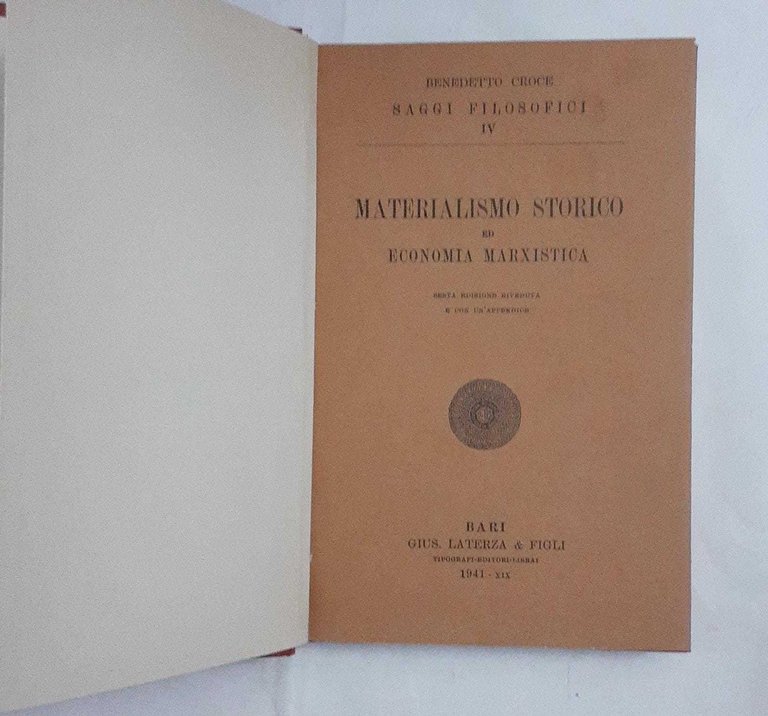 BENEDETTO CROCE
SAGGI FILOSOFICI
IV
MATERIALISMO STORICO
ED
ECONOMIA MARXISTICA
SESTA EDIZIONE RIVEDUTA
E CON UN'APPENDICE
BARI
GIUS. LATERZA & FIGLI
TIPOGRAFI-EDITORI-LIBRAI
1941 - XIX